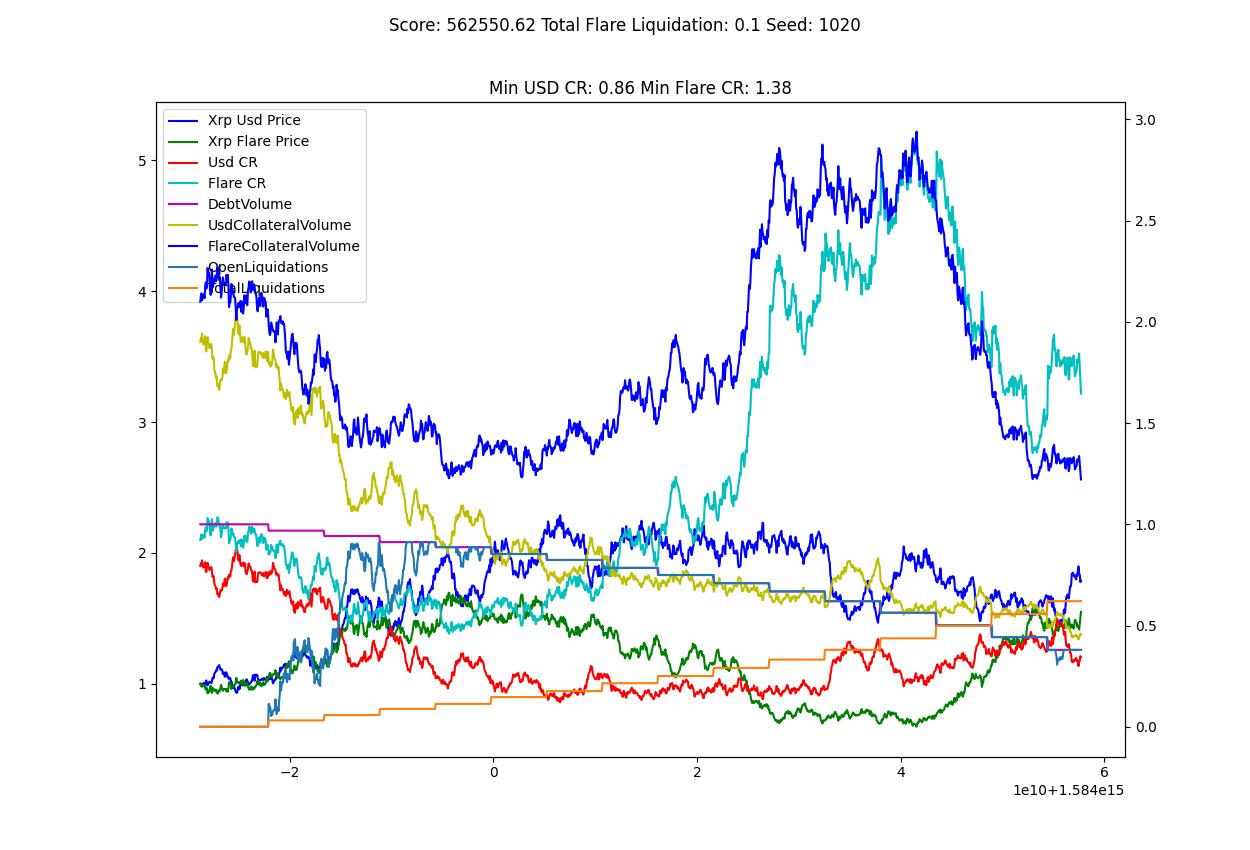 Score: 562550.62 Total Flare Liquidation: 0.1 Seed: 1020
Min USD CR: 0.86 Min Flare CR: 1.38
Xrp Usd Price
Xrp Flare Price
Usd CR
Flare CR
DebtVolume
UsdCollateralVolume
FlareCollateralVolume
OpenLiquidations
TotalLiquidations
5
4
3
2
1
3.0
2.5
2.0
1.5
1.0
0.5
0.0
−2
0
2
4
6
1e10+1.584e15